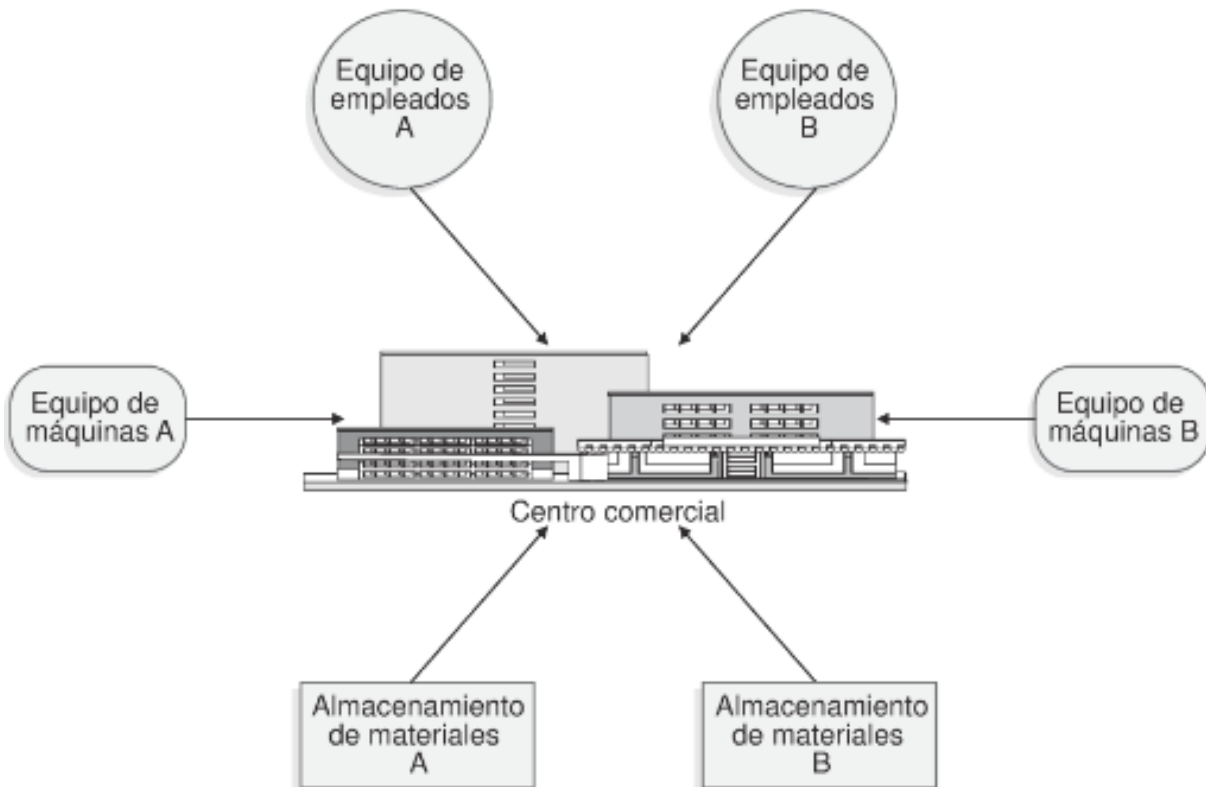 Equipo de
empleados
A
Equipo de
empleados
B
Equipo de
máquinas A
Equipo de
máquinas B
Centro comercial
Almacenamiento
de materiales
A
Almacenamiento
de materiales
B